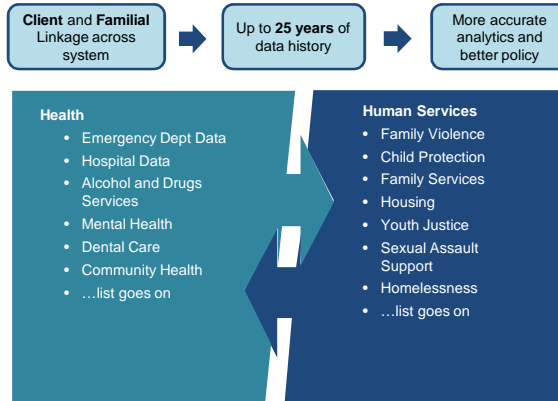 Client and Familial
Linkage across
system
Up to 25 years of
data history
More accurate
analytics and
better policy
Health
• Emergency Dept Data
• Hospital Data
• Alcohol and Drugs
Services
• Mental Health
• Dental Care
• Community Health
• …list goes on
Human Services
• Family Violence
• Child Protection
• Family Services
• Housing
• Youth Justice
• Sexual Assault
Support
• Homelessness
• …list goes on